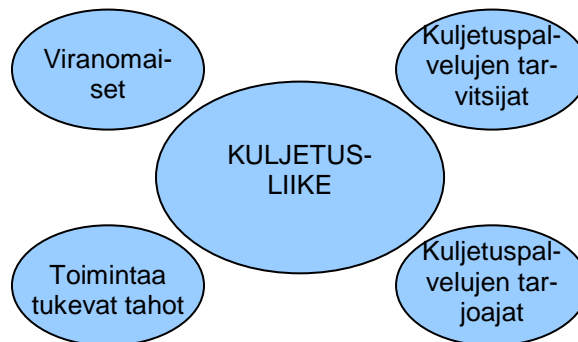 Viranomai-
set
Kuljetuspal-
velujen tar-
vitsijat
KULJETUS-
LIIKE
Toimintaa
tukevat tahot
Kuljetuspal-
velujen tar-
joajat